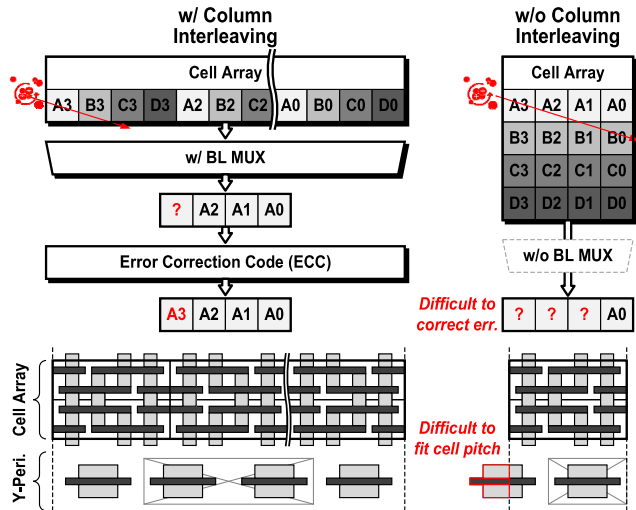 w/ Column
Interleaving
Cell Array
A3 B3 C3 D3 A2 B2 C2 A0 B0 C0 D0
w/ BL MUX
? A2 A1 A0
Error Correction Code (ECC)
A3 A2 A1 A0
w/o Column
Interleaving
Cell Array
A3 A2 A1 A0
B3 B2 B1 B0
C3 C2 C1 C0
D3 D2 D1 D0
w/o BL MUX
Difficult to
correct err.
? ? ? A0
Cell Array
Difficult to
fit cell pitch
Y-Peri.